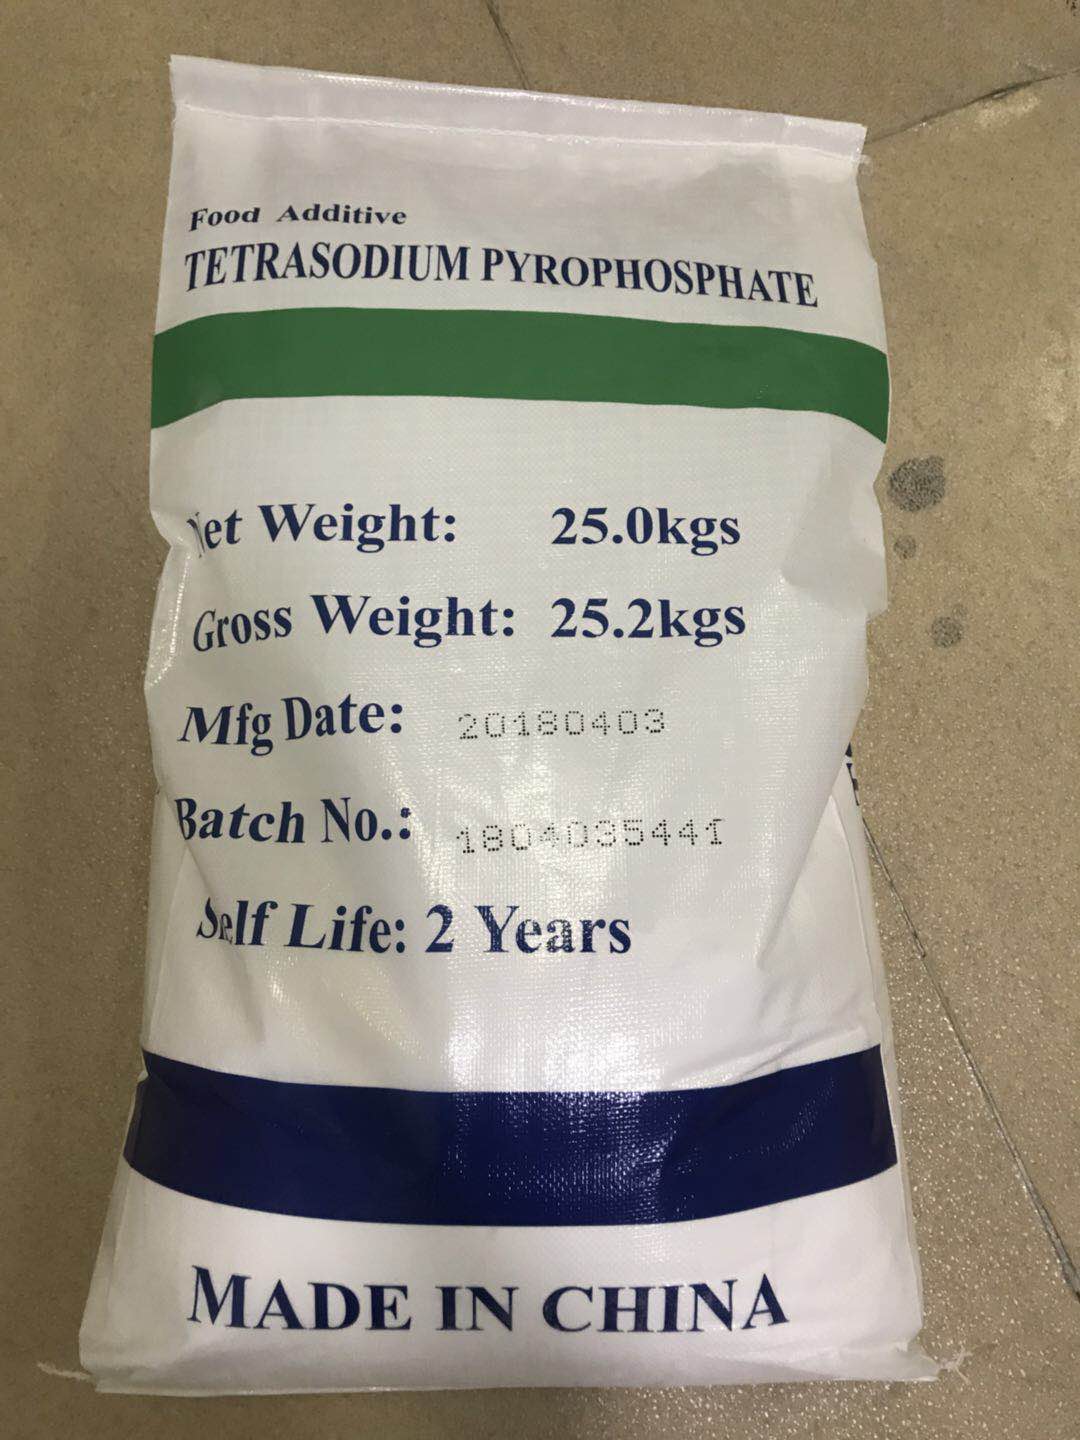 Food Additive
TETRASODIUM PYROPHOSPHATE
Net Weight: 25.0kgs
Gross Weight: 25.2kgs
Mfg Date: 20180403
Batch No.: 1804035441
Self Life: 2 Years
MADE IN CHINA